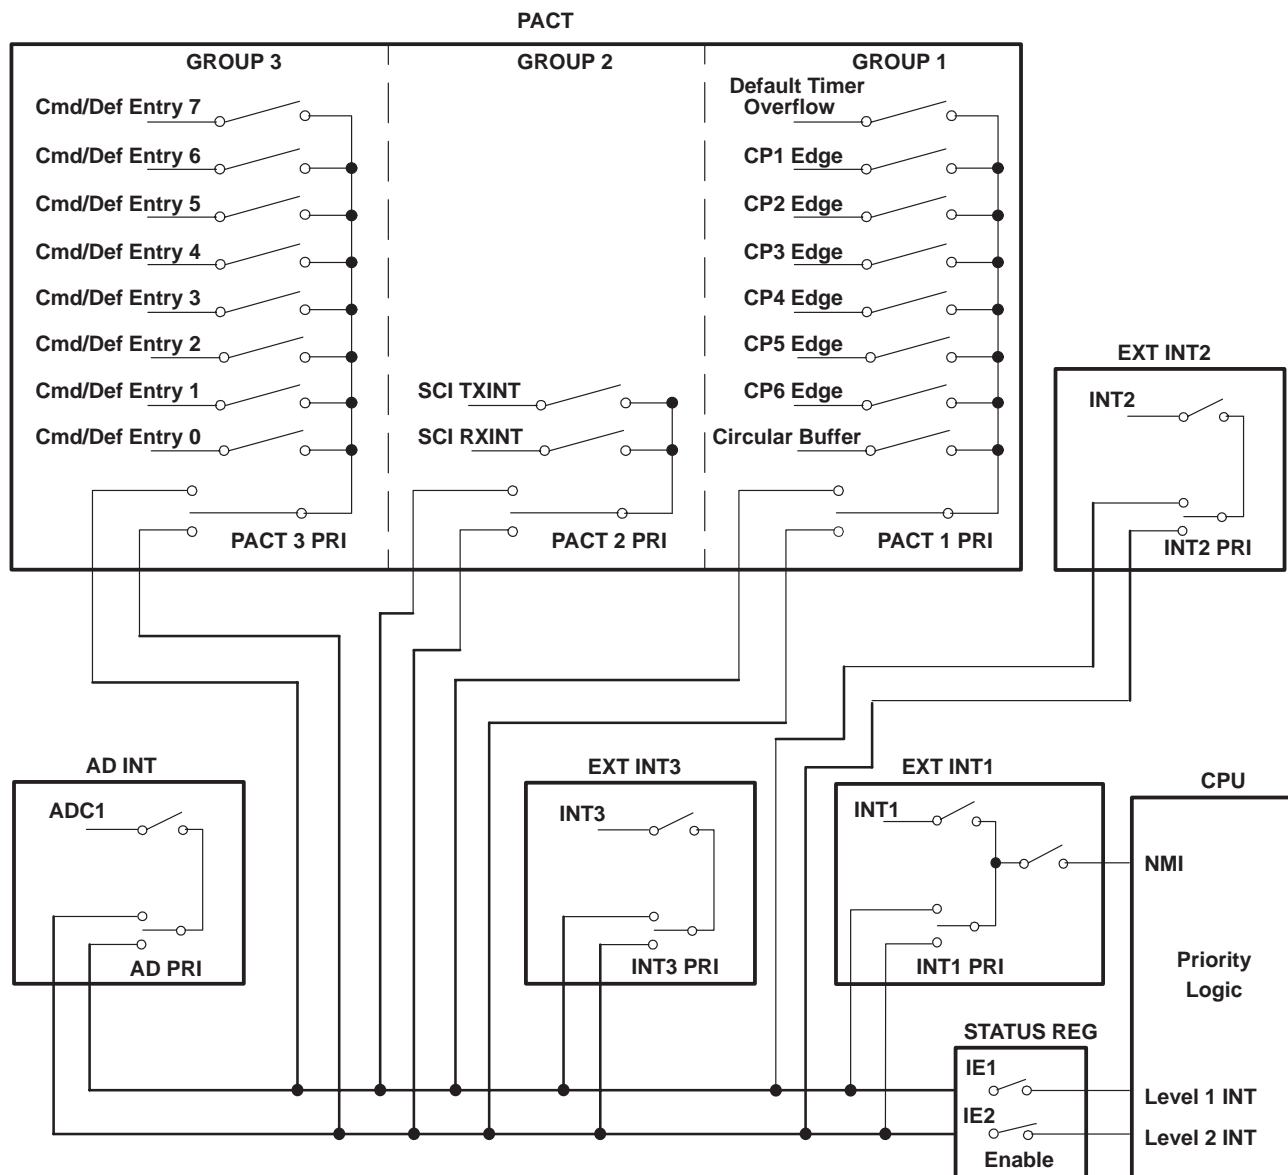 PACT
GROUP 3
GROUP 2
GROUP 1
Cmd/Def Entry 7
Cmd/Def Entry 6
Cmd/Def Entry 5
Cmd/Def Entry 4
Cmd/Def Entry 3
Cmd/Def Entry 2
Cmd/Def Entry 1
Cmd/Def Entry 0
PACT 3 PRI
SCI TXINT
SCI RXINT
PACT 2 PRI
Default Timer
Overflow
CP1 Edge
CP2 Edge
CP3 Edge
CP4 Edge
CP5 Edge
CP6 Edge
Circular Buffer
PACT 1 PRI
EXT INT2
INT2
INT2 PRI
AD INT
ADC1
AD PRI
EXT INT3
INT3
INT3 PRI
EXT INT1
INT1
INT1 PRI
CPU
NMI
Priority
Logic
Level 1 INT
Level 2 INT
STATUS REG
IE1
IE2
Enable